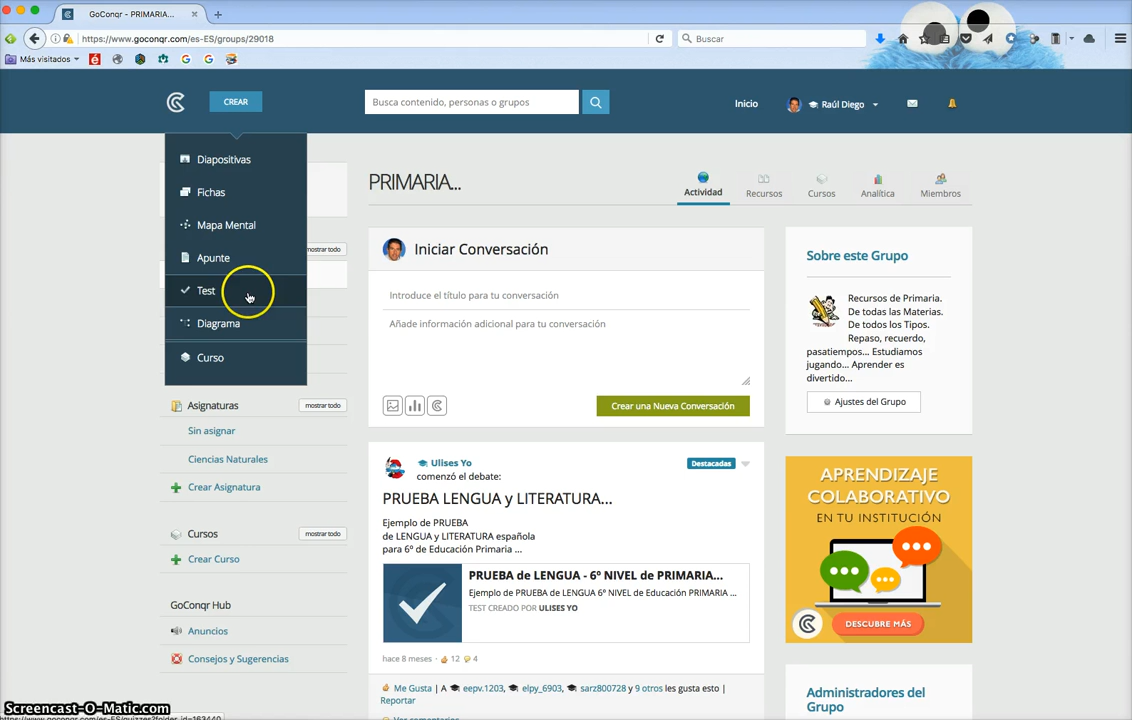 GoConqr - PRIMARIA...
https://www.goconqr.com/es-ES/groups/29018
Buscar
Más visitados
CREAR
Busca contenido, personas o grupos
Inicio
Raúl Diego
Diapositivas
Fichas
Mapa Mental
Apunte
Test
Diagrama
Curso
mostrar todo
Asignaturas
mostrar todo
Sin asignar
Ciencias Naturales
Crear Asignatura
Cursos
mostrar todo
Crear Curso
GoConqr Hub
Anuncios
Consejos y Sugerencias
PRIMARIA...
Actividad
Recursos
Cursos
Analítica
Miembros
Iniciar Conversación
Introduce el título para tu conversación
Añade información adicional para tu conversación
Crear una Nueva Conversación
Ulises Yo
comenzó el debate:
Destacadas
PRUEBA LENGUA y LITERATURA...
Ejemplo de PRUEBA
de LENGUA y LITERATURA española
para 6º de Educación Primaria ...
PRUEBA de LENGUA - 6º NIVEL de PRIMARIA...
Ejemplo de PRUEBA de LENGUA 6º NIVEL de Educación PRIMARIA ...
TEST CREADO POR ULISES YO
hace 8 meses - 12 4
Me Gusta | A eepv.1203, elpy_6903, sarz800728 y 9 otros les gusta esto |
Reportar
Ver comentarios
Sobre este Grupo
Recursos de Primaria.
De todas las Materias.
De todos los Tipos.
Repaso, recuerdo,
pasatiempos... Estudiamos
jugando... Aprender es
divertido...
Ajustes del Grupo
APRENDIZAJE
COLABORATIVO
EN TU INSTITUCIÓN
DESCUBRE MÁS
Administradores del
Grupo
Screencast-O-Matic.com